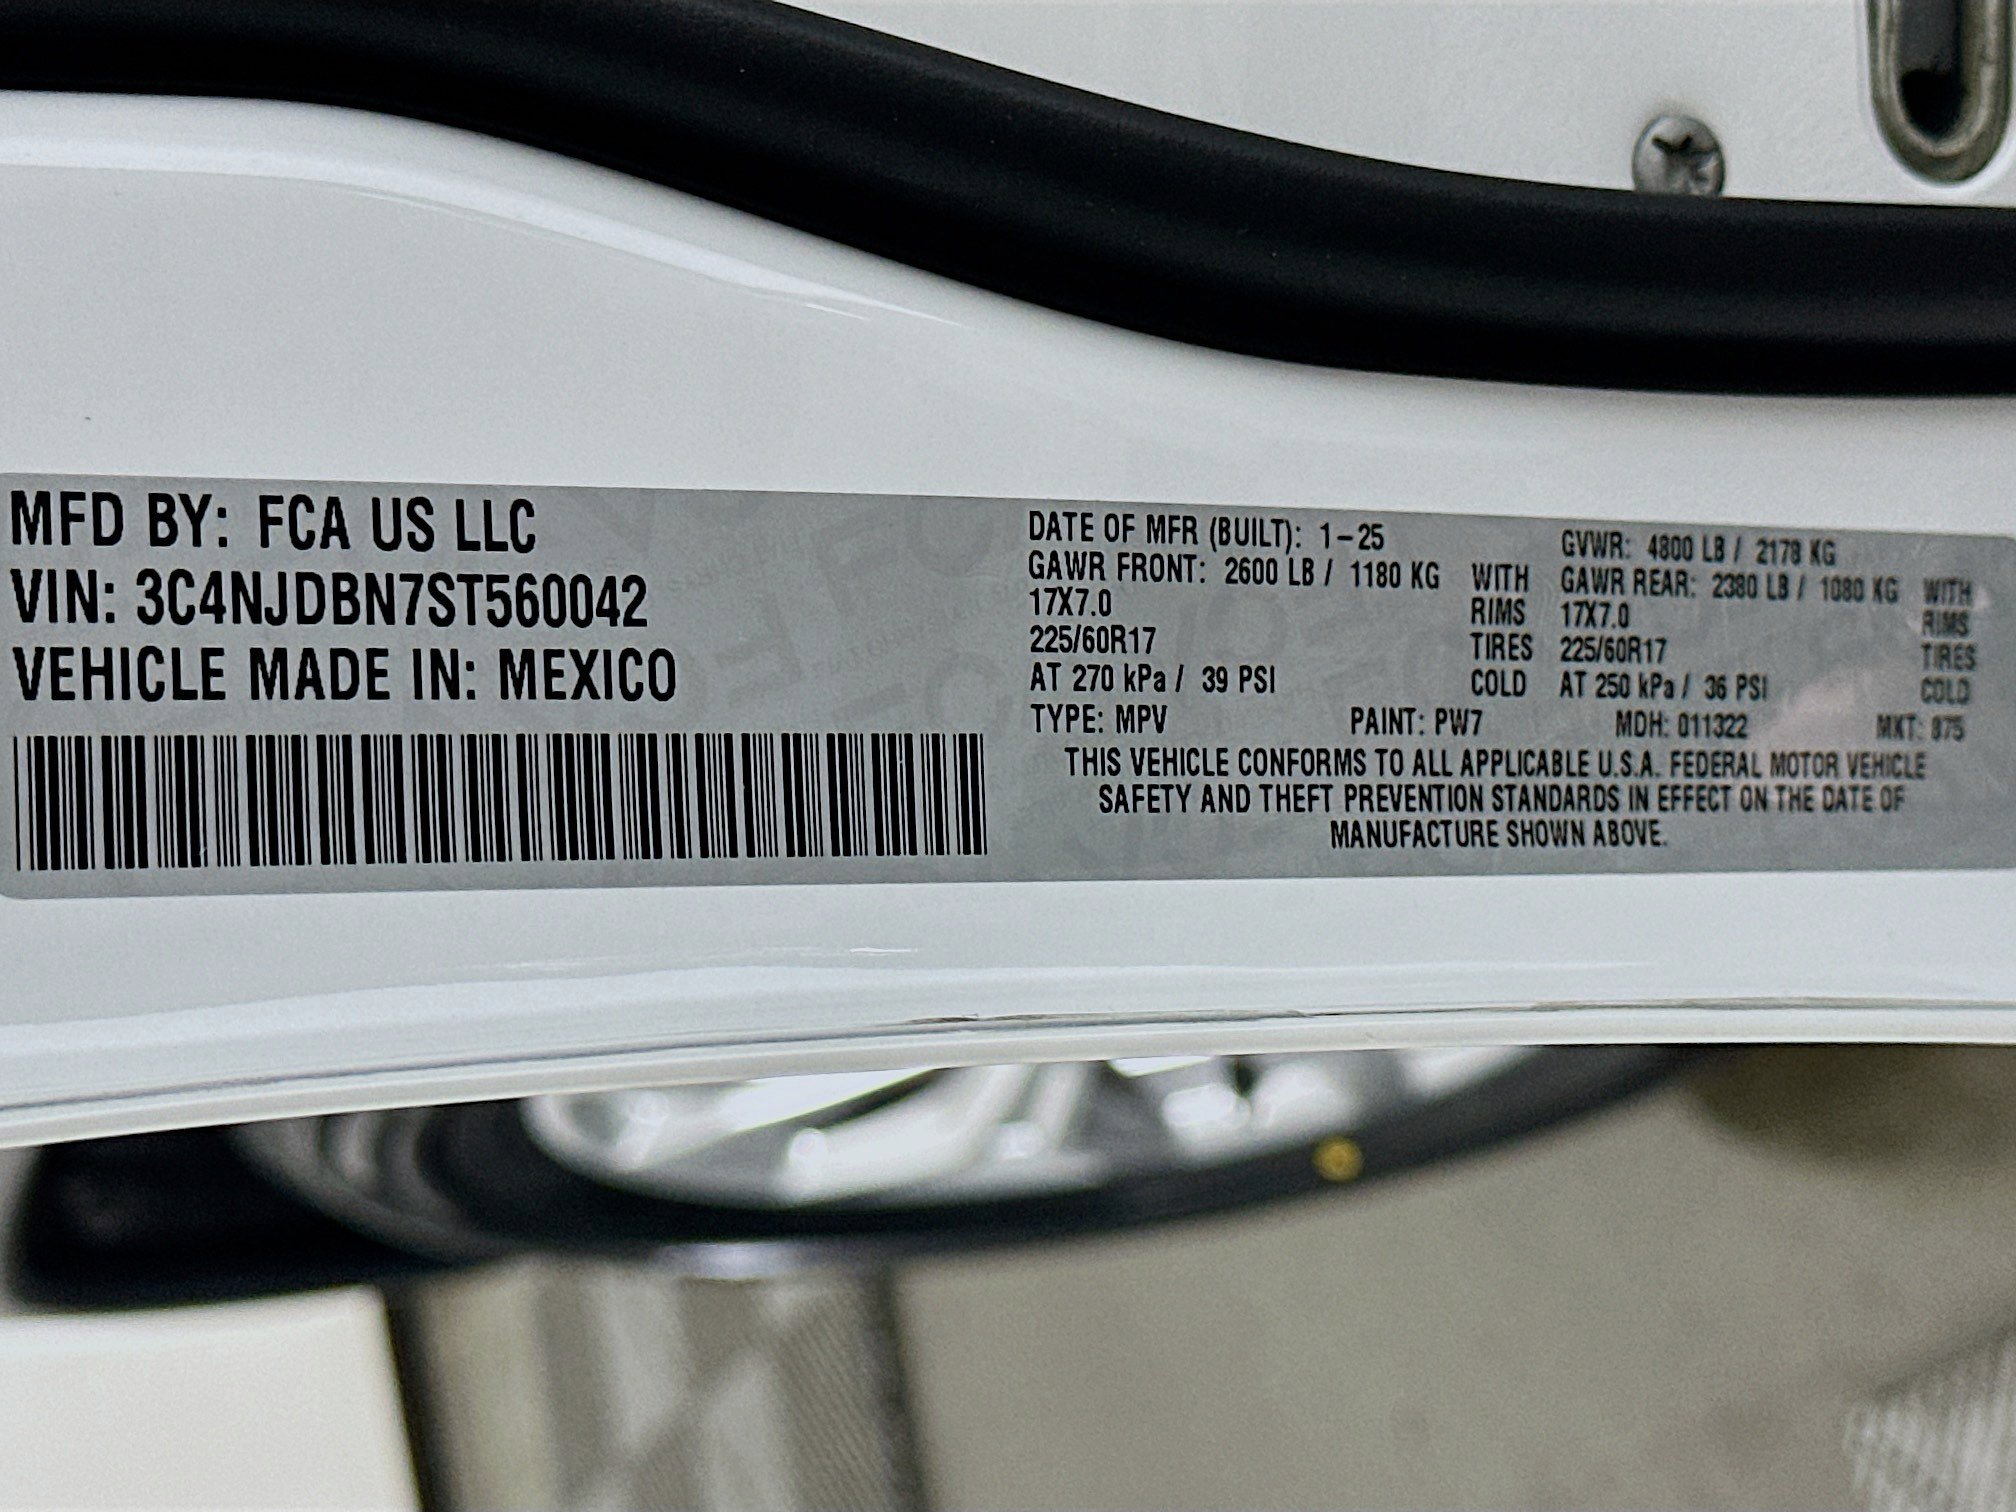 MFD BY: FCA US LLC
VIN: 3C4NJDBN7ST560042
VEHICLE MADE IN: MEXICO
DATE OF MFR (BUILT): 1-25 GVWR: 4800 LB / 2178 KG
GAWR FRONT: 2600 LB / 1180 KG WITH GAWR REAR: 2380 LB / 1080 KG WITH
17X7.0 RIMS 17X7.0 RIMS
225/60R17 TIRES 225/60R17 TIRES
AT 270 kPa / 39 PSI COLD AT 250 kPa / 36 PSI COLD
TYPE: MPV PAINT: PW7 MDH: 011322 MKT: 875
THIS VEHICLE CONFORMS TO ALL APPLICABLE U.S.A. FEDERAL MOTOR VEHICLE
SAFETY AND THEFT PREVENTION STANDARDS IN EFFECT ON THE DATE OF
MANUFACTURE SHOWN ABOVE.